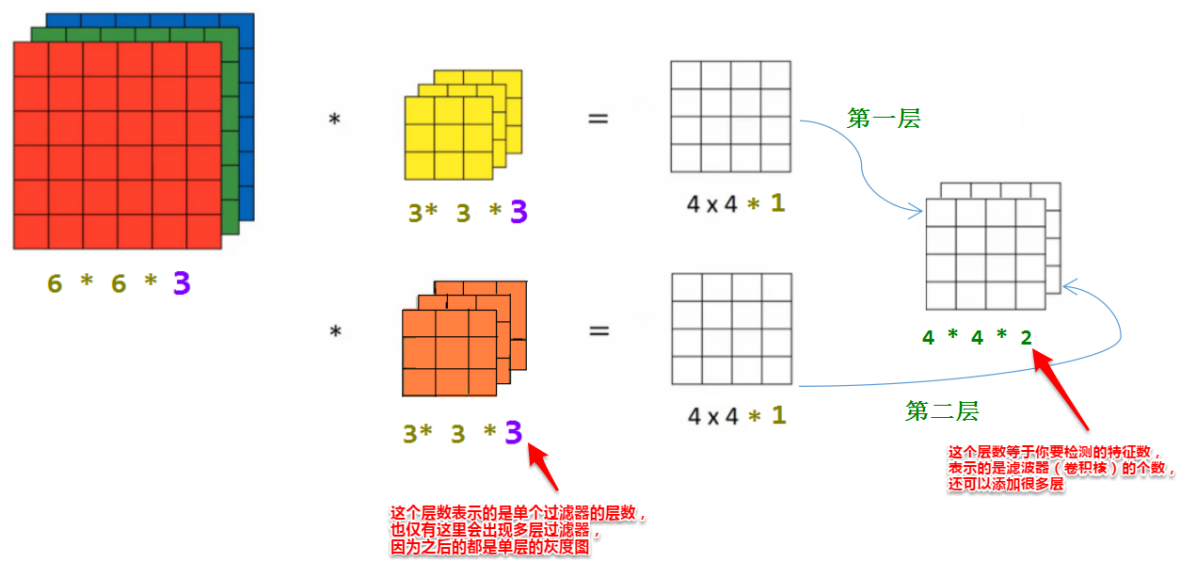 * = 第一层
3* 3 *3
4 x 4 * 1
6 * 6 * 3
* =
4 * 4 * 2
3* 3 *3
4 x 4 * 1
第二层
这个层数等于你要检测的特征数，
表示的是滤波器（卷积核）的个数，
还可以添加很多层
这个层数表示的是单个过滤器的层数，
也仅有这里会出现多层过滤器，
因为之后的都是单层的灰度图